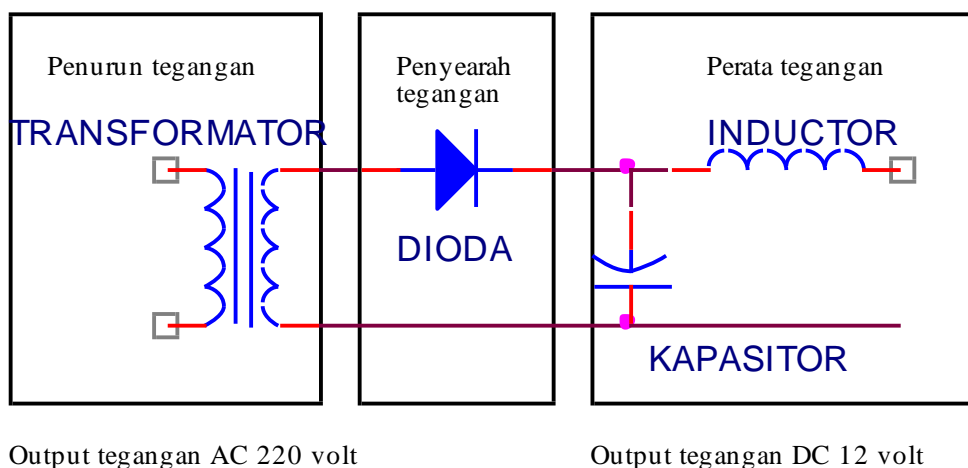 Penurun tegangan
TRANSFORMATOR
Penyearah
tegangan
DIODA
Perata tegangan
INDUCTOR
KAPASITOR
Output tegangan AC 220 volt
Output tegangan DC 12 volt